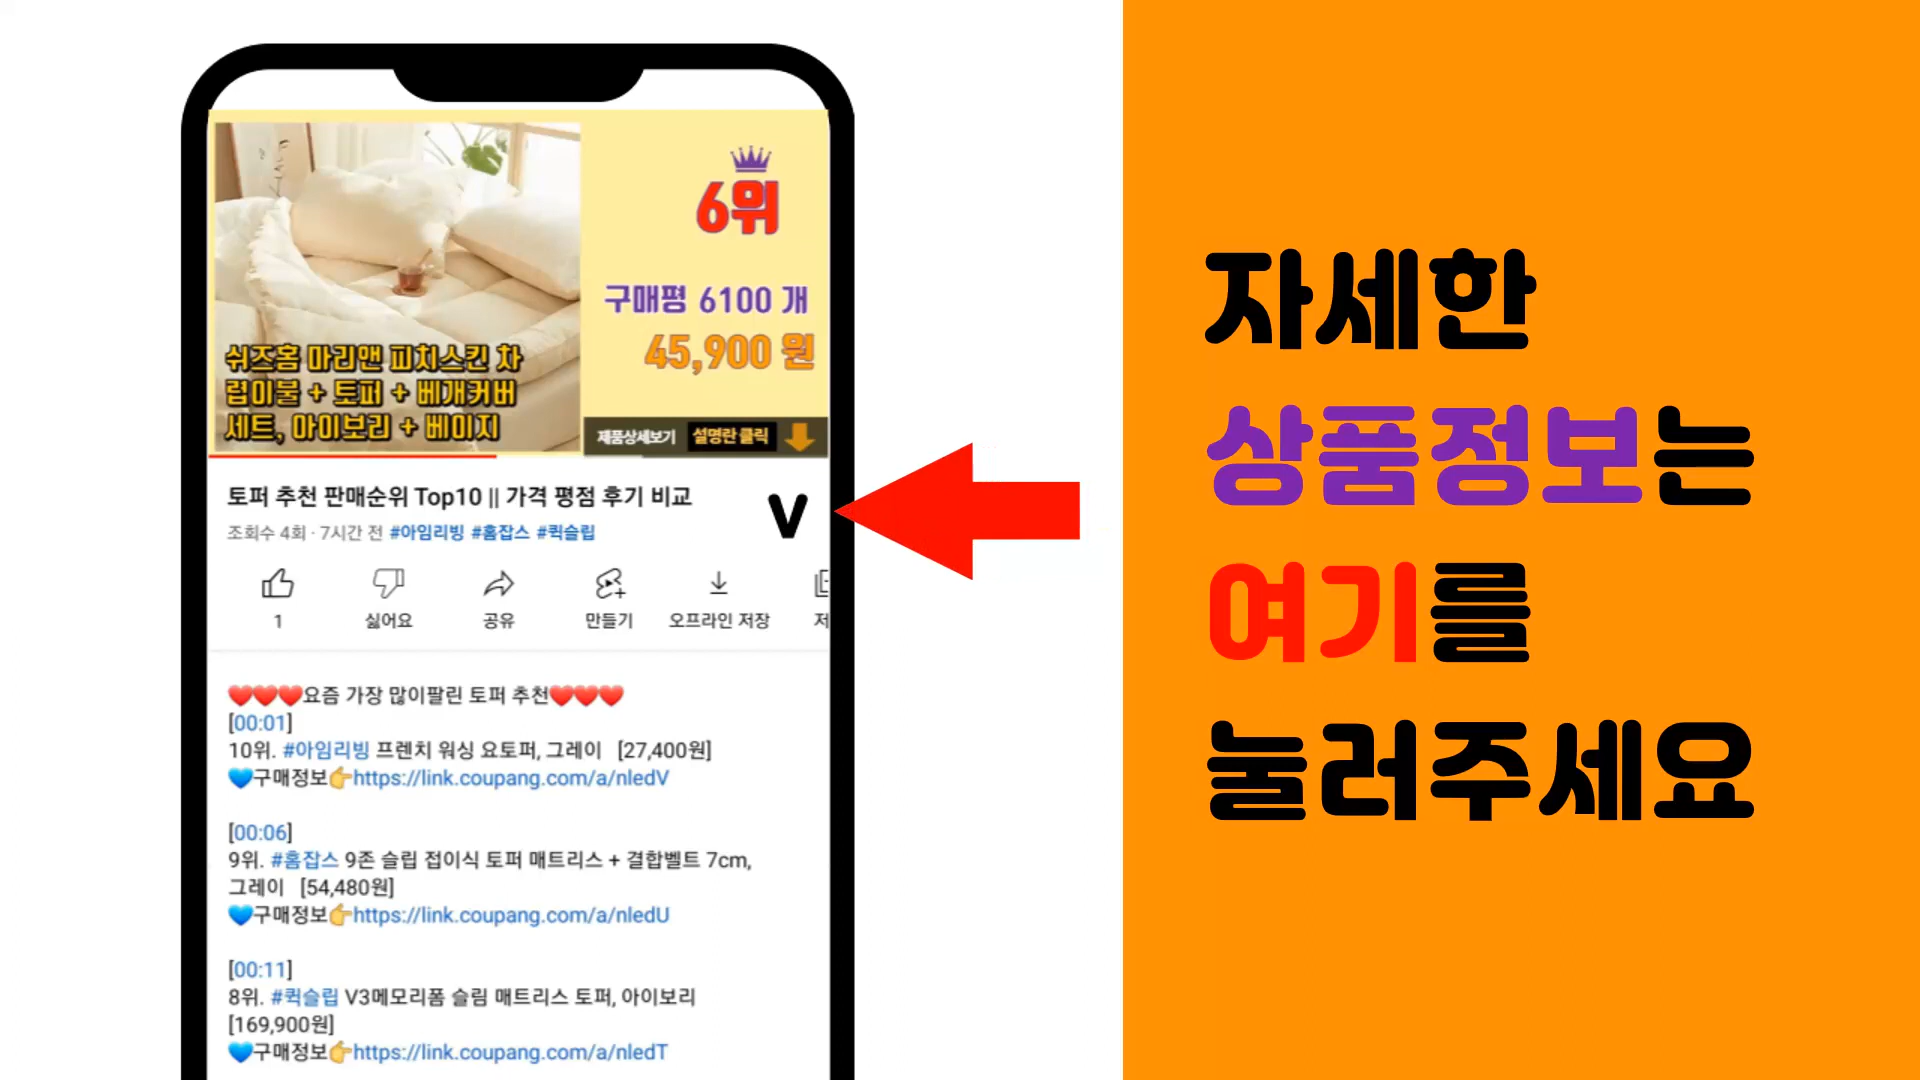 6위
구매평 6100 개
45,900 원
쉬즈홈 마리앤 피치스킨 차
렵이불 + 토퍼 + 베개커버
세트, 아이보리 + 베이지
제품상세보기 설명란 클릭
토퍼 추천 판매순위 Top10 || 가격 평점 후기 비교
V
조회수 4회 · 7시간 전 #아임리빙 #홈잡스 #퀵슬립
1 싫어요 공유 만들기 오프라인 저장 저
❤️❤️❤️요즘 가장 많이팔린 토퍼 추천❤️❤️❤️
[00:01]
10위. #아임리빙 프렌치 워싱 요토퍼, 그레이 [27,400원]
💙구매정보👉https://link.coupang.com/a/nledV
[00:06]
9위. #홈잡스 9존 슬립 접이식 토퍼 매트리스 + 결합벨트 7cm,
그레이 [54,480원]
💙구매정보👉https://link.coupang.com/a/nledU
[00:11]
8위. #퀵슬립 V3메모리폼 슬림 매트리스 토퍼, 아이보리
[169,900원]
💙구매정보👉https://link.coupang.com/a/nledT
자세한
상품정보는
여기를
눌러주세요